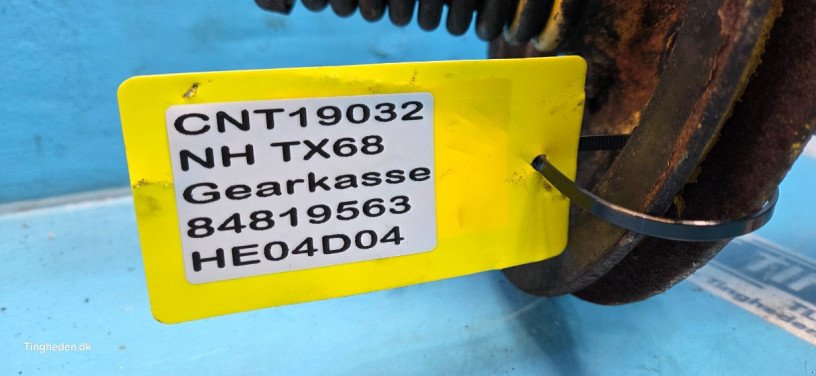 CNT19032
NH TX68
Gearkasse
84819563
HE04D04
Tingheden.dk